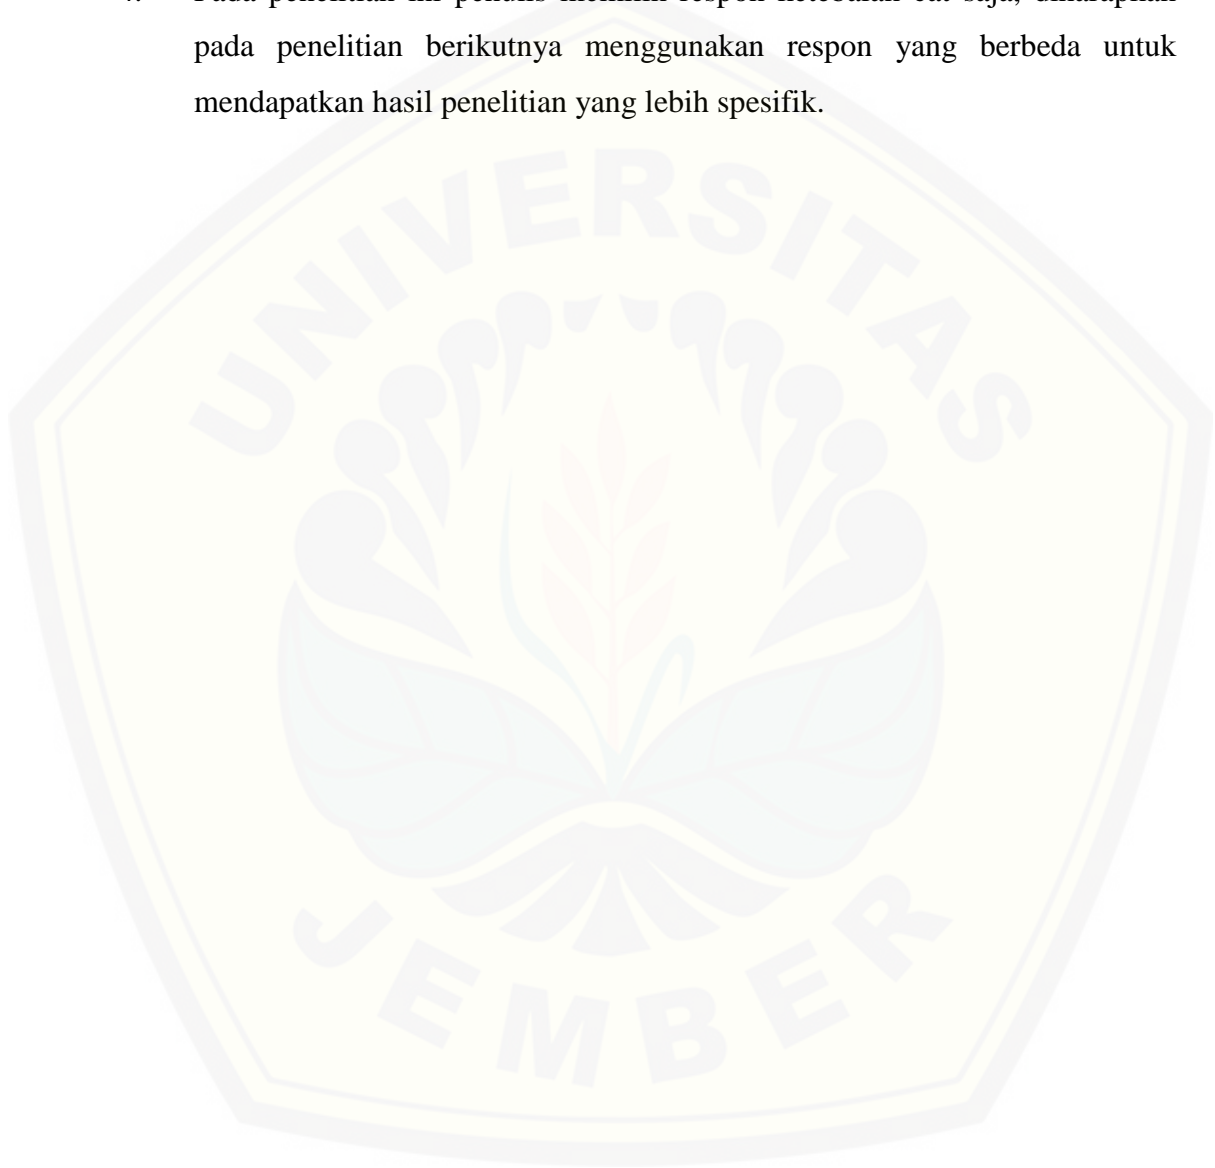 Pada penelitian ini penulis memilih respon ketebalan cat saja, diharapkan
pada penelitian berikutnya menggunakan respon yang berbeda untuk
mendapatkan hasil penelitian yang lebih spesifik.
UNIVERSITAS
JEMBER